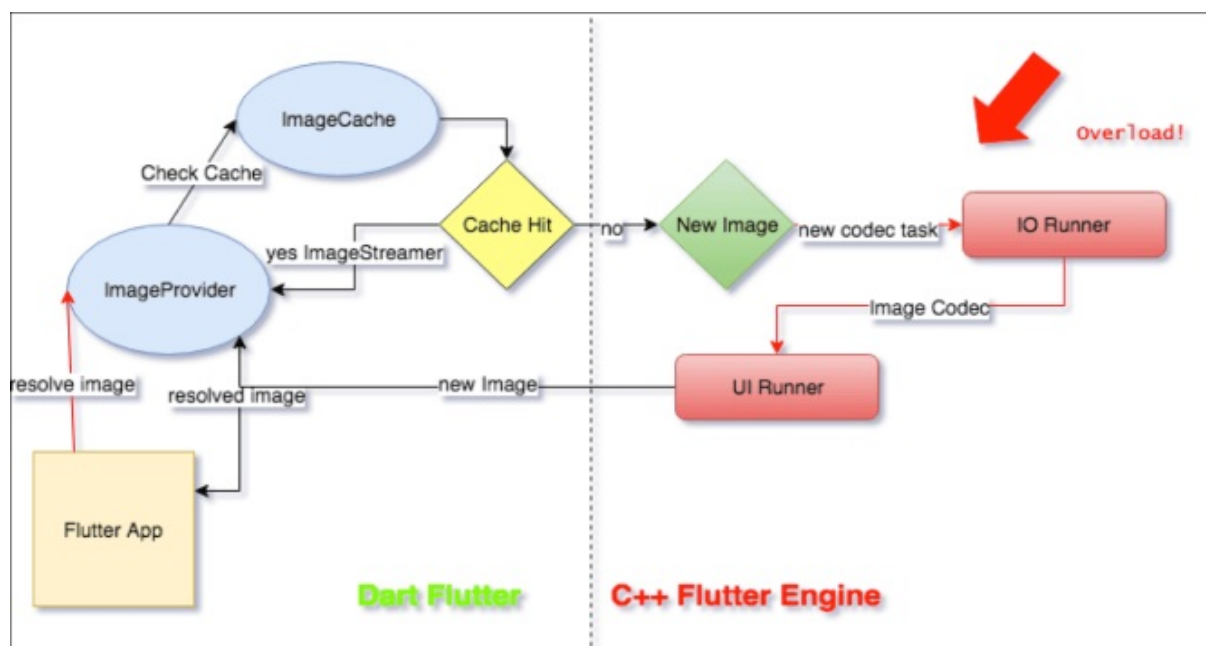 ImageCache
Overload!
Check Cache
Cache Hit
no
New Image
new codec task
IO Runner
yes ImageStreamer
ImageProvider
Image Codec
resolve image
resolved image
new Image
UI Runner
Flutter App
Dart Flutter
C++ Flutter Engine